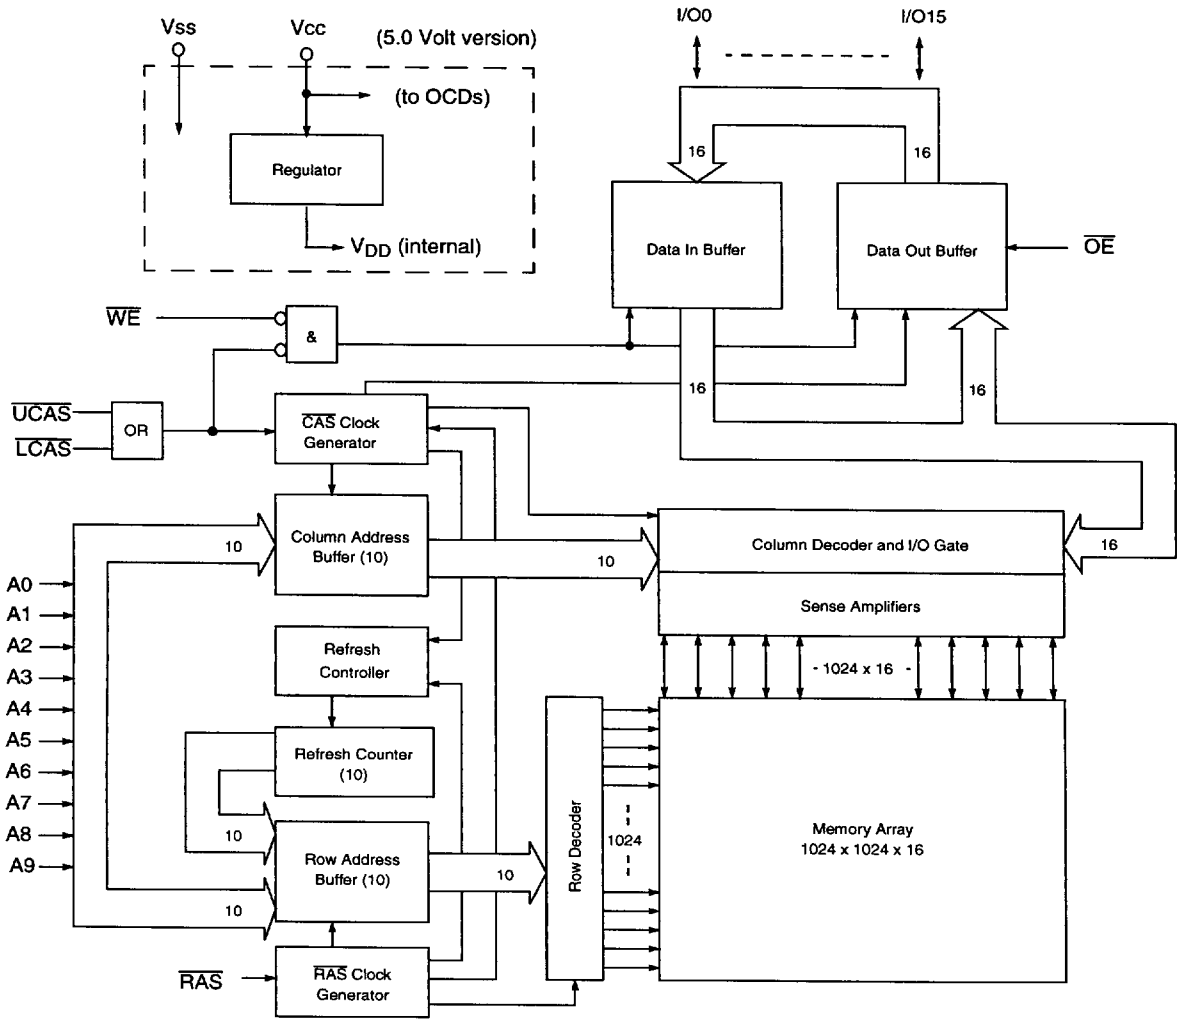 Vss
Vcc
(5.0 Volt version)
I/O0
I/O15
(to OCDs)
Regulator
VDD (internal)
16
16
Data In Buffer
Data Out Buffer
OE
WE
&
UCAS
LCAS
OR
CAS Clock
Generator
16
16
Column Address
Buffer (10)
10
10
Column Decoder and I/O Gate
16
Sense Amplifiers
A0
A1
A2
A3
A4
A5
A6
A7
A8
A9
Refresh
Controller
- 1024 x 16 -
Refresh Counter
(10)
10
Row Address
Buffer (10)
10
10
Row Decoder
1024
Memory Array
1024 x 1024 x 16
RAS
RAS Clock
Generator